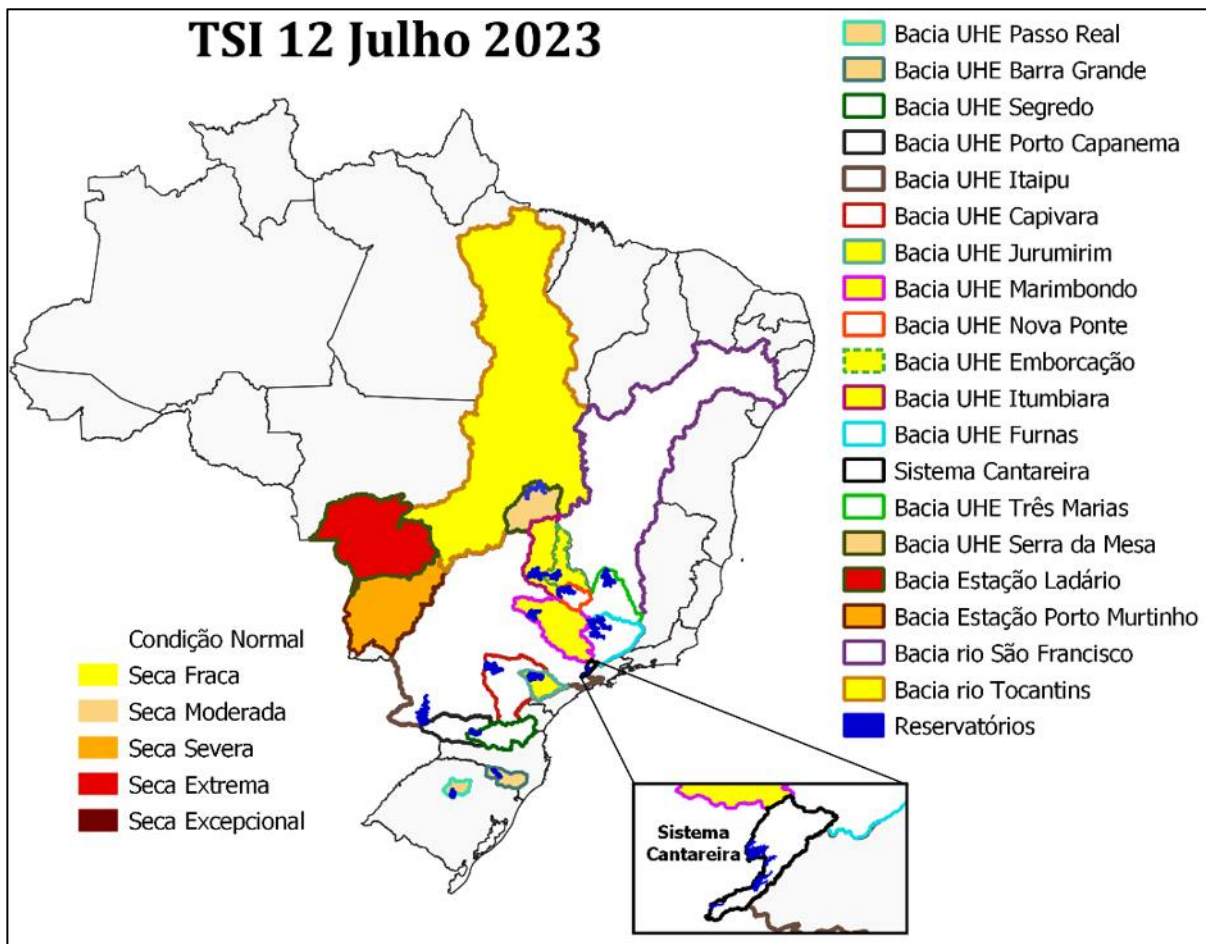 TSI 12 Julho 2023
Bacia UHE Passo Real
Bacia UHE Barra Grande
Bacia UHE Segredo
Bacia UHE Porto Capanema
Bacia UHE Itaipu
Bacia UHE Capivara
Bacia UHE Jurumirim
Bacia UHE Marimbondo
Bacia UHE Nova Ponte
Bacia UHE Emborcação
Bacia UHE Itumbiara
Bacia UHE Furnas
Sistema Cantareira
Bacia UHE Três Marias
Bacia UHE Serra da Mesa
Bacia Estação Ladário
Bacia Estação Porto Murtinho
Bacia rio São Francisco
Bacia rio Tocantins
Reservatórios
Condição Normal
Seca Fraca
Seca Moderada
Seca Severa
Seca Extrema
Seca Excepcional
Sistema
Cantareira